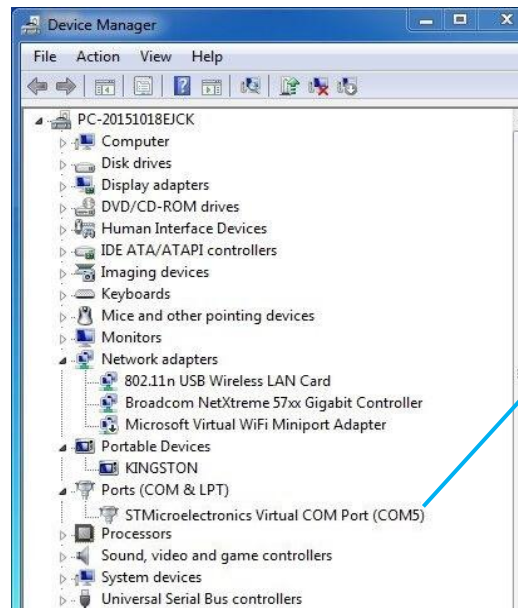 Device Manager
File Action View Help
PC-20151018EJCK
Computer
Disk drives
Display adapters
DVD/CD-ROM drives
Human Interface Devices
IDE ATA/ATAPI controllers
Imaging devices
Keyboards
Mice and other pointing devices
Monitors
Network adapters
802.11n USB Wireless LAN Card
Broadcom NetXtreme 57xx Gigabit Controller
Microsoft Virtual WiFi Miniport Adapter
Portable Devices
KINGSTON
Ports (COM & LPT)
STMicroelectronics Virtual COM Port (COM5)
Processors
Sound, video and game controllers
System devices
Universal Serial Bus controllers